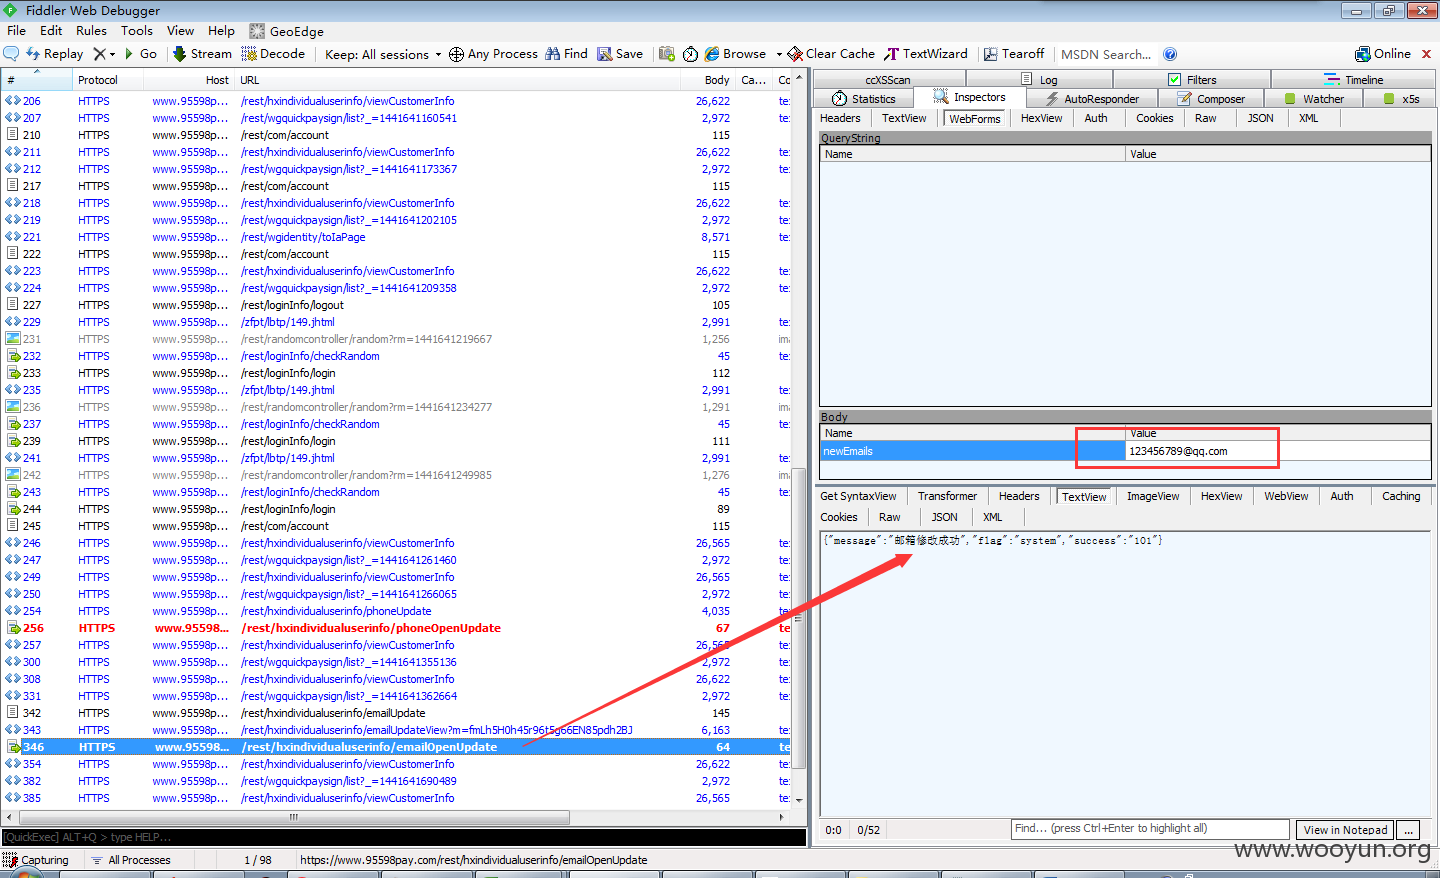 Fiddler Web Debugger
File Edit Rules Tools View Help GeoEdge
Replay Go Stream Decode Keep: All sessions Any Process Find Save Browse Clear Cache TextWizard Tearoff MSDN Search... Online
# Protocol Host URL Body Ca... Co
206 HTTPS www.95598p... /rest/hxindividualuserinfo/viewCustomerInfo 26,622 te:
207 HTTPS www.95598p... /rest/wgquickpaysign/list?_=1441641160541 2,972 te:
210 HTTPS www.95598p... /rest/com/account 115
211 HTTPS www.95598p... /rest/hxindividualuserinfo/viewCustomerInfo 26,622 te:
212 HTTPS www.95598p... /rest/wgquickpaysign/list?_=1441641173367 2,972 te:
217 HTTPS www.95598p... /rest/com/account 115
218 HTTPS www.95598p... /rest/hxindividualuserinfo/viewCustomerInfo 26,622 te:
219 HTTPS www.95598p... /rest/wgquickpaysign/list?_=1441641202105 2,972 te:
221 HTTPS www.95598p... /rest/wgidentity/toIaPage 8,571 te:
222 HTTPS www.95598p... /rest/com/account 115
223 HTTPS www.95598p... /rest/hxindividualuserinfo/viewCustomerInfo 26,622 te:
224 HTTPS www.95598p... /rest/wgquickpaysign/list?_=1441641209358 2,972 te:
227 HTTPS www.95598p... /rest/loginInfo/logout 105
229 HTTPS www.95598p... /zfpt/lbtp/149.jhtml 2,991 te:
231 HTTPS www.95598p... /rest/randomcontroller/random?rm=1441641219667 1,256 im
232 HTTPS www.95598p... /rest/loginInfo/checkRandom 45 te:
233 HTTPS www.95598p... /rest/loginInfo/login 112
235 HTTPS www.95598p... /zfpt/lbtp/149.jhtml 2,991 te:
236 HTTPS www.95598p... /rest/randomcontroller/random?rm=1441641234277 1,291 im
237 HTTPS www.95598p... /rest/loginInfo/checkRandom 45 te:
239 HTTPS www.95598p... /rest/loginInfo/login 111
241 HTTPS www.95598p... /zfpt/lbtp/149.jhtml 2,991 te:
242 HTTPS www.95598p... /rest/randomcontroller/random?rm=1441641249985 1,276 im
243 HTTPS www.95598p... /rest/loginInfo/checkRandom 45 te:
244 HTTPS www.95598p... /rest/loginInfo/login 89
245 HTTPS www.95598p... /rest/com/account 115
246 HTTPS www.95598p... /rest/hxindividualuserinfo/viewCustomerInfo 26,565 te:
247 HTTPS www.95598p... /rest/wgquickpaysign/list?_=1441641261460 2,972 te:
249 HTTPS www.95598p... /rest/hxindividualuserinfo/viewCustomerInfo 26,565 te:
250 HTTPS www.95598p... /rest/wgquickpaysign/list?_=1441641266065 2,972 te:
254 HTTPS www.95598p... /rest/hxindividualuserinfo/phoneUpdate 4,035 te:
256 HTTPS www.95598... /rest/hxindividualuserinfo/phoneOpenUpdate 67 te
257 HTTPS www.95598p... /rest/hxindividualuserinfo/viewCustomerInfo 26,565 te:
300 HTTPS www.95598p... /rest/wgquickpaysign/list?_=1441641355136 2,972 te:
308 HTTPS www.95598p... /rest/hxindividualuserinfo/viewCustomerInfo 26,622 te:
331 HTTPS www.95598p... /rest/wgquickpaysign/list?_=1441641362664 2,972 te:
342 HTTPS www.95598p... /rest/hxindividualuserinfo/emailUpdate 145
343 HTTPS www.95598p... /rest/hxindividualuserinfo/emailUpdateView?m=fmLh5H0h45r96t5g66EN85pdh2BJ 6,163 te:
346 HTTPS www.95598... /rest/hxindividualuserinfo/emailOpenUpdate 64 te
354 HTTPS www.95598p... /rest/hxindividualuserinfo/viewCustomerInfo 26,622 te:
382 HTTPS www.95598p... /rest/wgquickpaysign/list?_=1441641690489 2,972 te:
385 HTTPS www.95598p... /rest/hxindividualuserinfo/viewCustomerInfo 26,565 te:
[QuickExec] ALT+Q > type HELP...
Capturing All Processes 1 / 98 https://www.95598pay.com/rest/hxindividualuserinfo/emailOpenUpdate
ccXSScan Log Filters Timeline
Statistics Inspectors AutoResponder Composer Watcher x5s
Headers TextView WebForms HexView Auth Cookies Raw JSON XML
QueryString
Name Value
Body
Name Value
newEmails 123456789@qq.com
Get SyntaxView Transformer Headers TextView ImageView HexView WebView Auth Caching
Cookies Raw JSON XML
{"message":"邮箱修改成功","flag":"system","success":"101"}
0:0 0/52 Find... (press Ctrl+Enter to highlight all) View in Notepad ...
www.wooyun.org